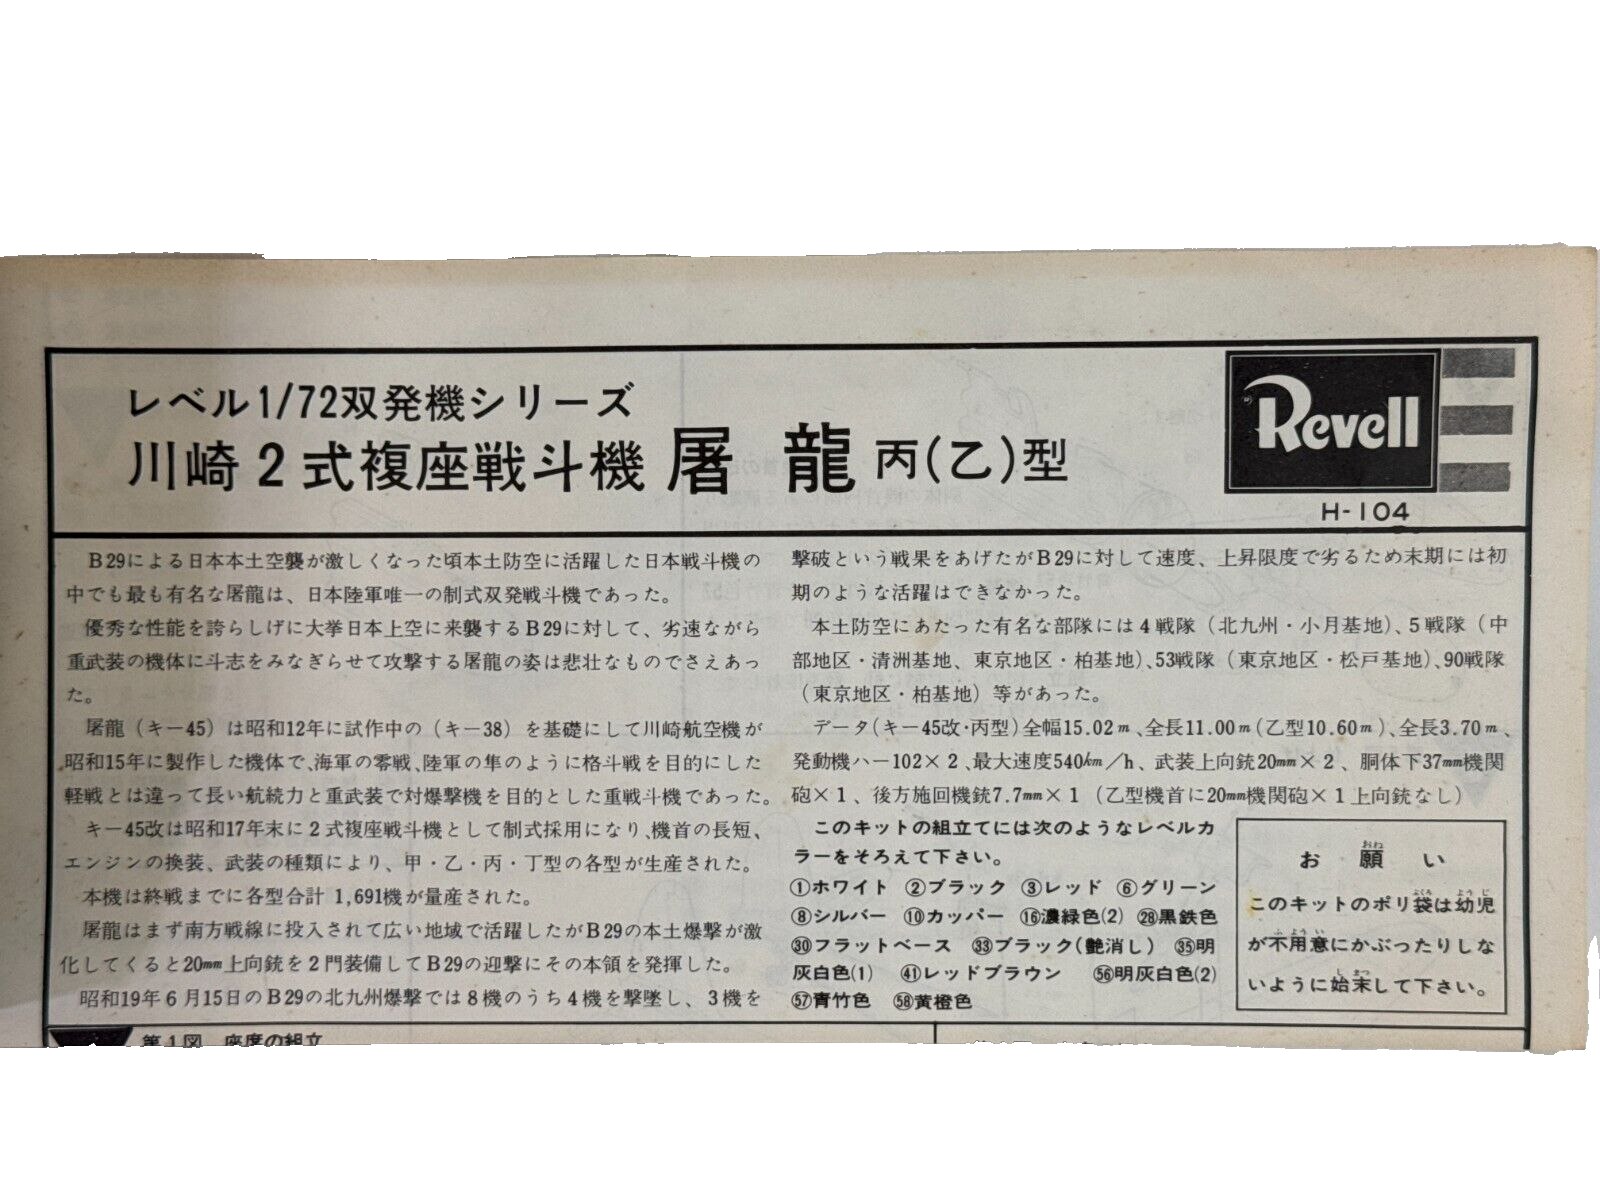 レベル1/72双発機シリーズ
川崎2式複座戦斗機 屠 龍 丙(乙)型
Revell
H-104
B29による日本本土空襲が激しくなった頃本土防空に活躍した日本戦斗機の
中でも最も有名な屠龍は、日本陸軍唯一の制式双発戦斗機であった。
優秀な性能を誇らしげに大挙日本上空に来襲するB29に対して、劣速ながら
重武装の機体に斗志をみなぎらせて攻撃する屠龍の姿は悲壮なものでさえあっ
た。
屠龍（キー45）は昭和12年に試作中の（キー38）を基礎にして川崎航空機が
昭和15年に製作した機体で、海軍の零戦、陸軍の隼のように格斗戦を目的にした
軽戦とは違って長い航続力と重武装で対爆撃機を目的とした重戦斗機であった。
キー45改は昭和17年末に2式複座戦斗機として制式採用になり、機首の長短、
エンジンの換装、武装の種類により、甲・乙・丙・丁型の各型が生産された。
本機は終戦までに各型合計 1,691機が量産された。
屠龍はまず南方戦線に投入されて広い地域で活躍したがB29の本土爆撃が激
化してくると20mm上向銃を2門装備してB29の迎撃にその本領を発揮した。
昭和19年6月15日のB29の北九州爆撃では8機のうち4機を撃墜し、3機を
撃破という戦果をあげたがB29に対して速度、上昇限度で劣るため末期には初
期のような活躍はできなかった。
本土防空にあたった有名な部隊には4戦隊（北九州・小月基地）、5戦隊（中
部地区・清洲基地、東京地区・柏基地）、53戦隊（東京地区・松戸基地）、90戦隊
（東京地区・柏基地）等があった。
データ(キー45改・丙型)全幅15.02m、全長11.00m(乙型10.60m)、全長3.70m、
発動機ハー102×2、最大速度540km/h、武装上向銃20mm×2、胴体下37mm機関
砲×1、後方施回機銃7.7mm×1（乙型機首に20mm機関砲×1上向銃なし）
このキットの組立てには次のようなレベルカ
ラーをそろえて下さい。
①ホワイト ②ブラック ③レッド ⑥グリーン
⑧シルバー ⑩カッパー ⑯濃緑色(2) ㉘黒鉄色
㉚フラットベース ㉝ブラック(艶消し) ㉟明
灰白色(1) ㊶レッドブラウン 56明灰白色(2)
57青竹色 58黄橙色
おねがい
お願い
このキットのポリ袋は幼児
が不用意にかぶったりしな
いように始末して下さい。
第1図 座席の組立